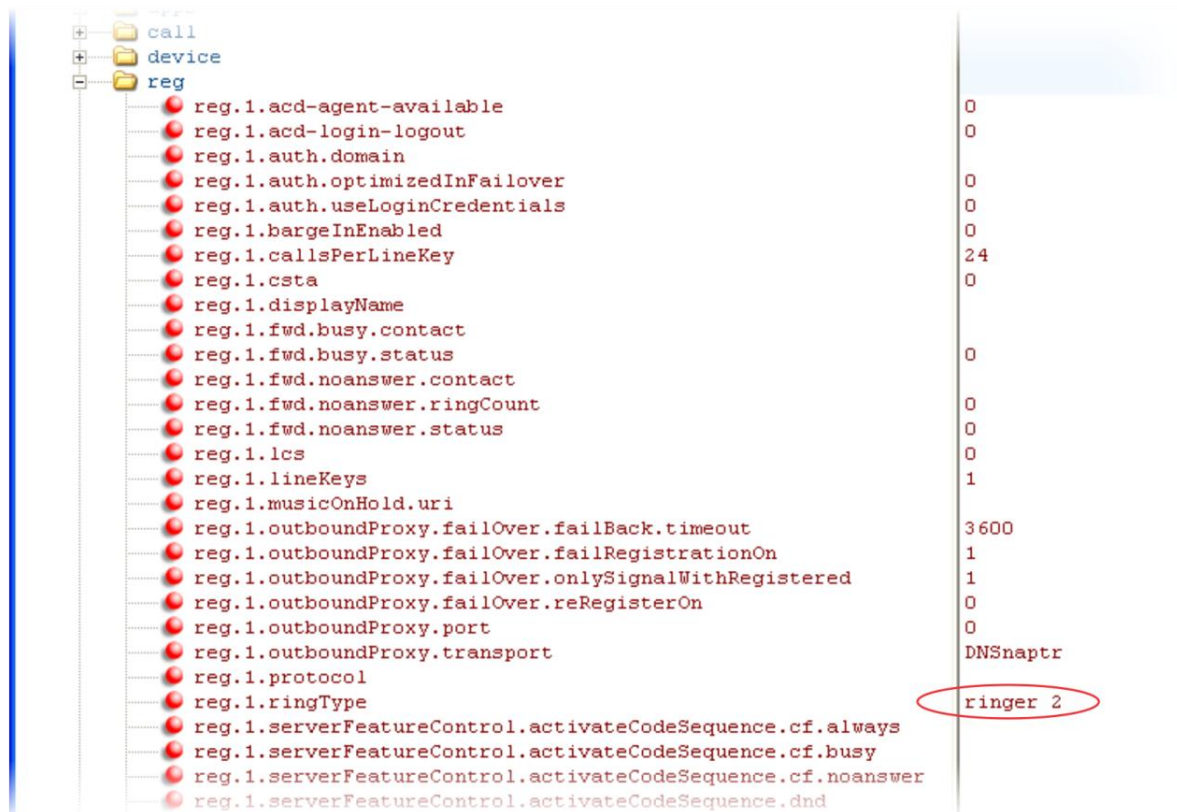 call
device
reg
reg.1.acd-agent-available 0
reg.1.acd-login-logout 0
reg.1.auth.domain
reg.1.auth.optimizedInFailover 0
reg.1.auth.useLoginCredentials 0
reg.1.bargeInEnabled 0
reg.1.callsPerLineKey 24
reg.1.csta 0
reg.1.displayName
reg.1.fwd.busy.contact
reg.1.fwd.busy.status 0
reg.1.fwd.noanswer.contact
reg.1.fwd.noanswer.ringCount 0
reg.1.fwd.noanswer.status 0
reg.1.lcs 0
reg.1.lineKeys 1
reg.1.musicOnHold.uri
reg.1.outboundProxy.failOver.failBack.timeout 3600
reg.1.outboundProxy.failOver.failRegistrationOn 1
reg.1.outboundProxy.failOver.onlySignalWithRegistered 1
reg.1.outboundProxy.failOver.reRegisterOn 0
reg.1.outboundProxy.port 0
reg.1.outboundProxy.transport DNSnaptr
reg.1.protocol
reg.1.ringType ringer 2
reg.1.serverFeatureControl.activateCodeSequence.cf.always
reg.1.serverFeatureControl.activateCodeSequence.cf.busy
reg.1.serverFeatureControl.activateCodeSequence.cf.noanswer
reg.1.serverFeatureControl.activateCodeSequence.dnd